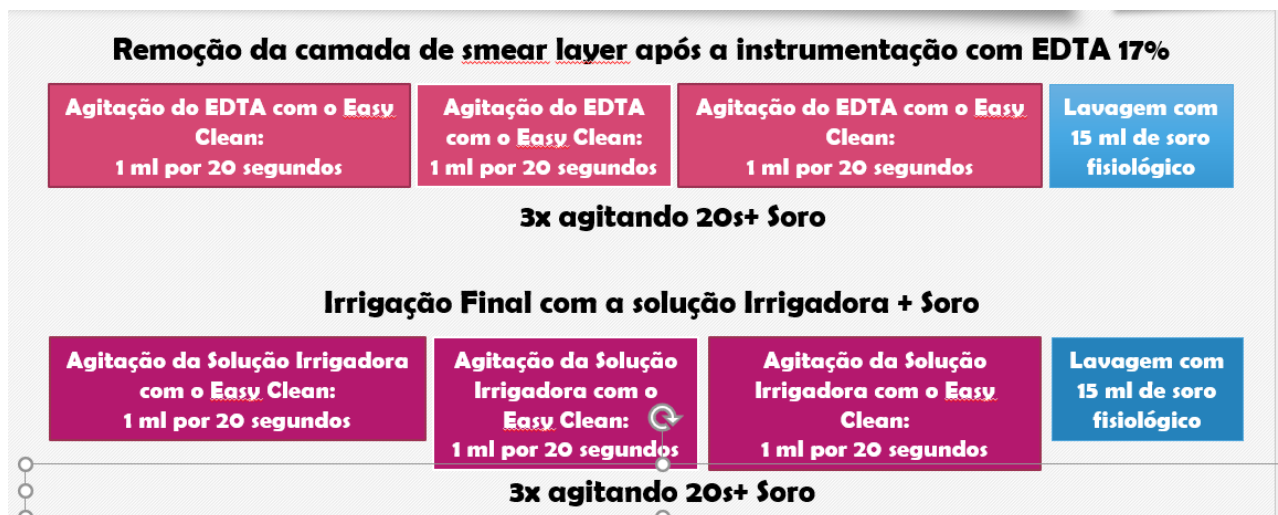 Remoção da camada de smear layer após a instrumentação com EDTA 17%
Agitação do EDTA com o Easy
Clean:
1 ml por 20 segundos
Agitação do EDTA
com o Easy Clean:
1 ml por 20 segundos
Agitação do EDTA com o Easy
Clean:
1 ml por 20 segundos
Lavagem com
15 ml de soro
fisiológico
3x agitando 20s+ Soro
Irrigação Final com a solução Irrigadora + Soro
Agitação da Solução Irrigadora
com o Easy Clean:
1 ml por 20 segundos
Agitação da Solução
Irrigadora com o
Easy Clean:
1 ml por 20 segundos
Agitação da Solução
Irrigadora com o Easy
Clean:
1 ml por 20 segundos
Lavagem com
15 ml de soro
fisiológico
3x agitando 20s+ Soro